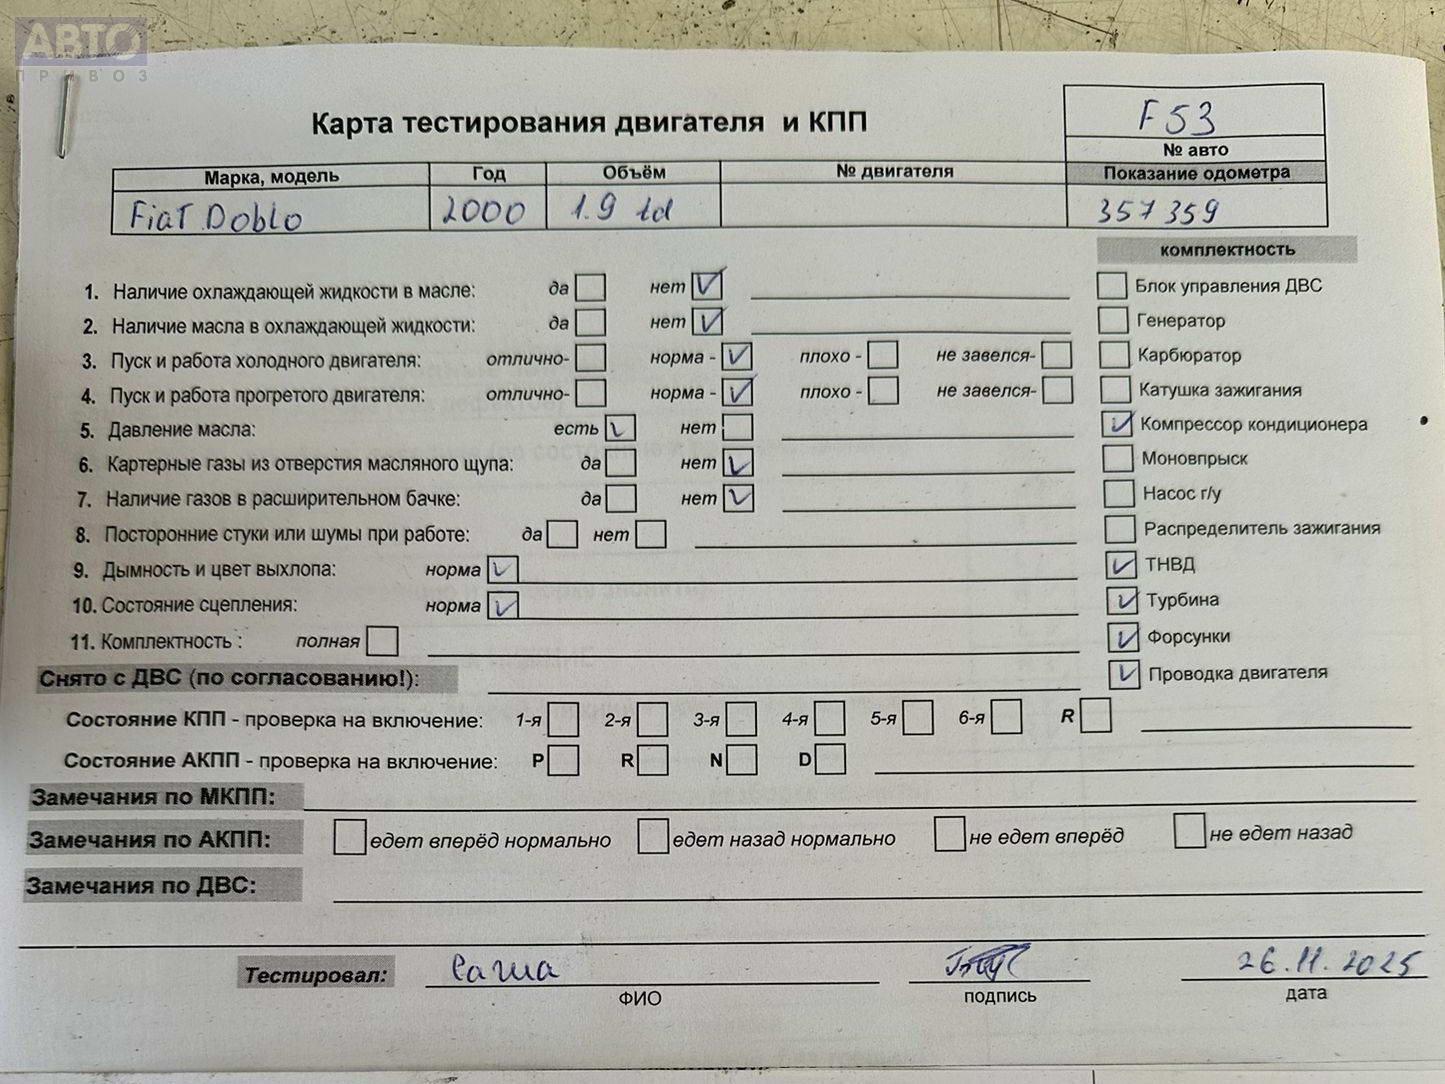 АВТО
ПРИВОЗ
Карта тестирования двигателя и КПП
F 53
№ авто
Марка, модель Год Объём № двигателя Показание одометра
Fiat Doblo 2000 1.9 td 357359
комплектность
1. Наличие охлаждающей жидкости в масле: да нет Блок управления ДВС
2. Наличие масла в охлаждающей жидкости: да нет Генератор
3. Пуск и работа холодного двигателя: отлично- норма - плохо - не завелся- Карбюратор
4. Пуск и работа прогретого двигателя: отлично- норма - плохо - не завелся- Катушка зажигания
5. Давление масла: есть нет Компрессор кондиционера
6. Картерные газы из отверстия масляного щупа: да нет Моновпрыск
7. Наличие газов в расширительном бачке: да нет Насос г/у
8. Посторонние стуки или шумы при работе: да нет Распределитель зажигания
9. Дымность и цвет выхлопа: норма ТНВД
10. Состояние сцепления: норма Турбина
11. Комплектность : полная Форсунки
Снято с ДВС (по согласованию!): Проводка двигателя
Состояние КПП - проверка на включение: 1-я 2-я 3-я 4-я 5-я 6-я R
Состояние АКПП - проверка на включение: P R N D
Замечания по МКПП:
Замечания по АКПП: едет вперёд нормально едет назад нормально не едет вперёд не едет назад
Замечания по ДВС:
Тестировал: Саша 26.11.2025
ФИО подпись дата